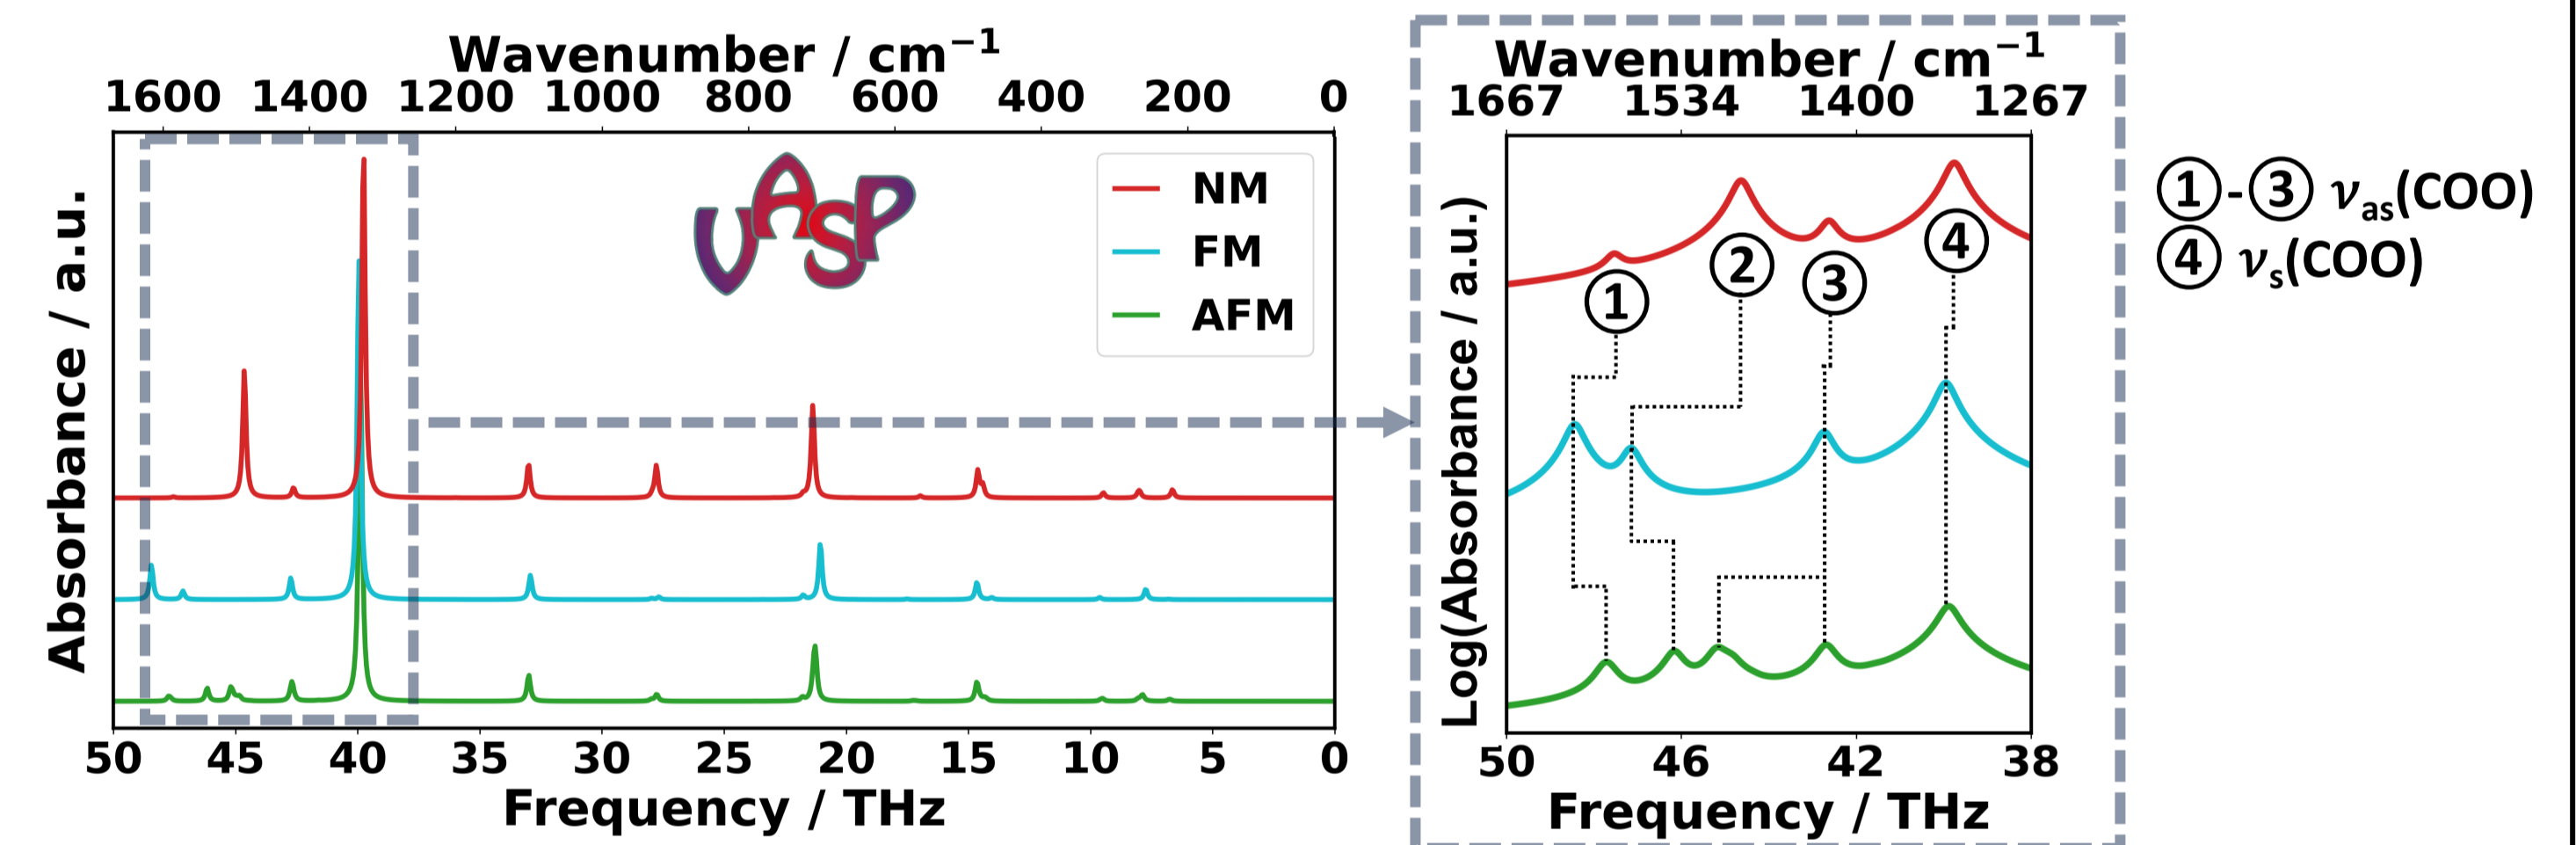 Wavenumber / cm⁻¹
1600 1400 1200 1000 800 600 400 200 0
Absorbance / a.u.
VASP
NM
FM
AFM
50 45 40 35 30 25 20 15 10 5 0
Frequency / THz
Wavenumber / cm⁻¹
1667 1534 1400 1267
Log(Absorbance / a.u.)
1
2
3
4
50 46 42 38
Frequency / THz
①-③ νas(COO)
④ νs(COO)